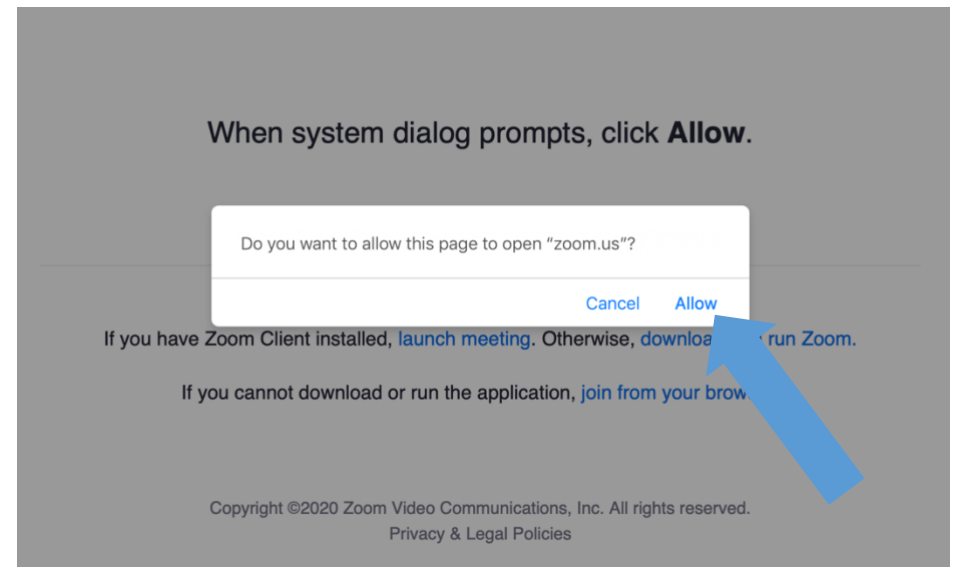 When system dialog prompts, click Allow.
Do you want to allow this page to open “zoom.us”?
Cancel Allow
If you have Zoom Client installed, launch meeting. Otherwise, run Zoom.
If you cannot download or run the application, join from your
Copyright ©2020 Zoom Video Communications, Inc. All rights reserved.
Privacy & Legal Policies